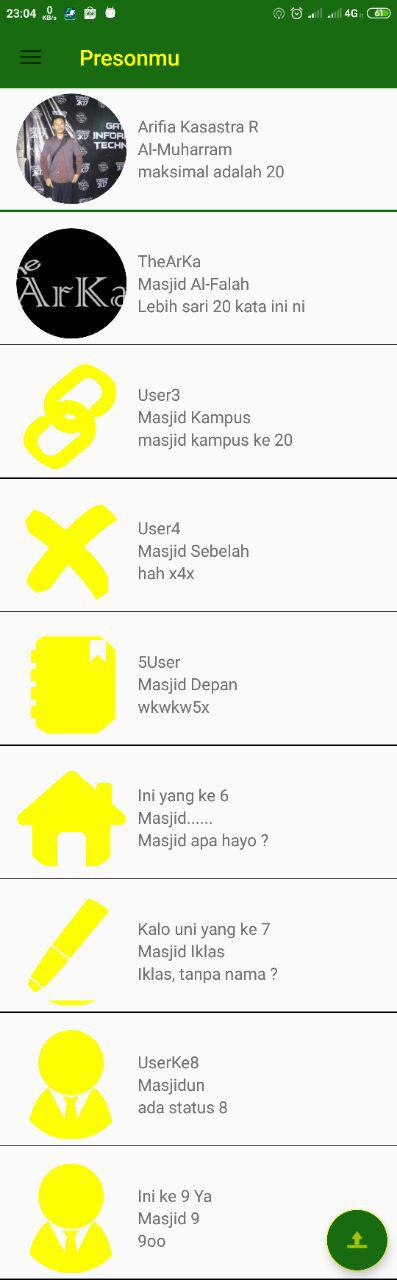 23:04 0 KB/s 4G 61
Presonmu
Arifia Kasastra R
Al-Muharram
maksimal adalah 20
TheArKa
Masjid Al-Falah
Lebih sari 20 kata ini ni
he
ArKa
User3
Masjid Kampus
masjid kampus ke 20
User4
Masjid Sebelah
hah x4x
5User
Masjid Depan
wkwkw5x
Ini yang ke 6
Masjid......
Masjid apa hayo ?
Kalo uni yang ke 7
Masjid Iklas
Iklas, tanpa nama ?
UserKe8
Masjidun
ada status 8
Ini ke 9 Ya
Masjid 9
9oo